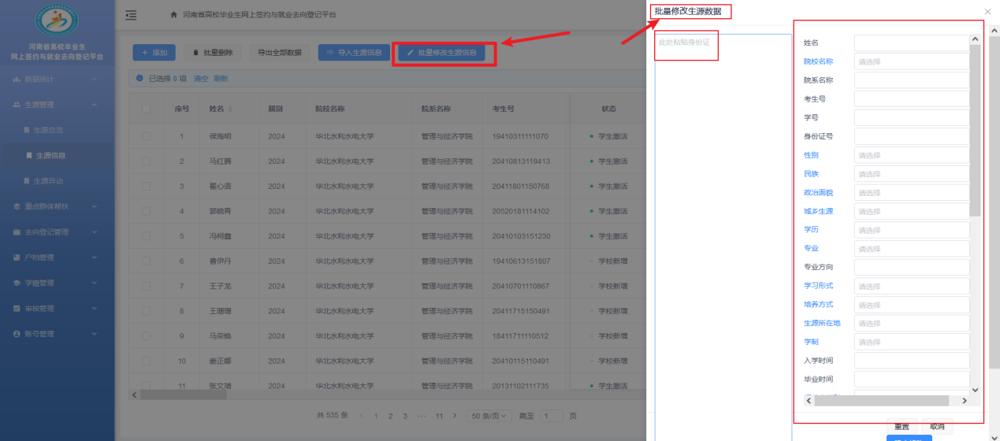 河南省高校毕业生
网上签约与就业去向登记平台
数据统计
生源管理
生源总览
生源信息
生源异动
重点群体帮扶
去向登记管理
户档管理
学籍管理
审核管理
账号管理
河南省高校毕业生网上签约与就业去向登记平台
+ 添加 批量删除 导出全部数据 导入生源信息 批量修改生源信息
已选择 0 项 清空 刷新
序号 姓名 届别 院校名称 院系名称 考生号 状态
1 侯海明 2024 华北水利水电大学 管理与经济学院 19410311111070 学生激活
2 马红腾 2024 华北水利水电大学 管理与经济学院 20410813119413 学生激活
3 翟心语 2024 华北水利水电大学 管理与经济学院 20411801150768 学生激活
4 郭晓青 2024 华北水利水电大学 管理与经济学院 20520181114102 学生激活
5 冯柯鑫 2024 华北水利水电大学 管理与经济学院 20410103151230 学生激活
6 曹伊丹 2024 华北水利水电大学 管理与经济学院 19410613151807 学校新增
7 王子龙 2024 华北水利水电大学 管理与经济学院 20410701110867 学校新增
8 王珊珊 2024 华北水利水电大学 管理与经济学院 20411715150491 学校新增
9 马荣焕 2024 华北水利水电大学 管理与经济学院 18411711110512 学校新增
10 姜正娜 2024 华北水利水电大学 管理与经济学院 20410115110491 学校新增
11 张文擂 2024 华北水利水电大学 管理与经济学院 20131102111735 学生激活
共 535 条 1 2 3 ··· 11 50 条/页 跳至 1 页
批量修改生源数据
此处粘贴身份证
姓名
院校名称 请选择
院系名称
考生号
学号
身份证号
性别 请选择
民族 请选择
政治面貌 请选择
城乡生源 请选择
学历 请选择
专业 请选择
专业方向
学习形式 请选择
培养方式 请选择
生源所在地 请选择
学制 请选择
入学时间
毕业时间
重置 取消